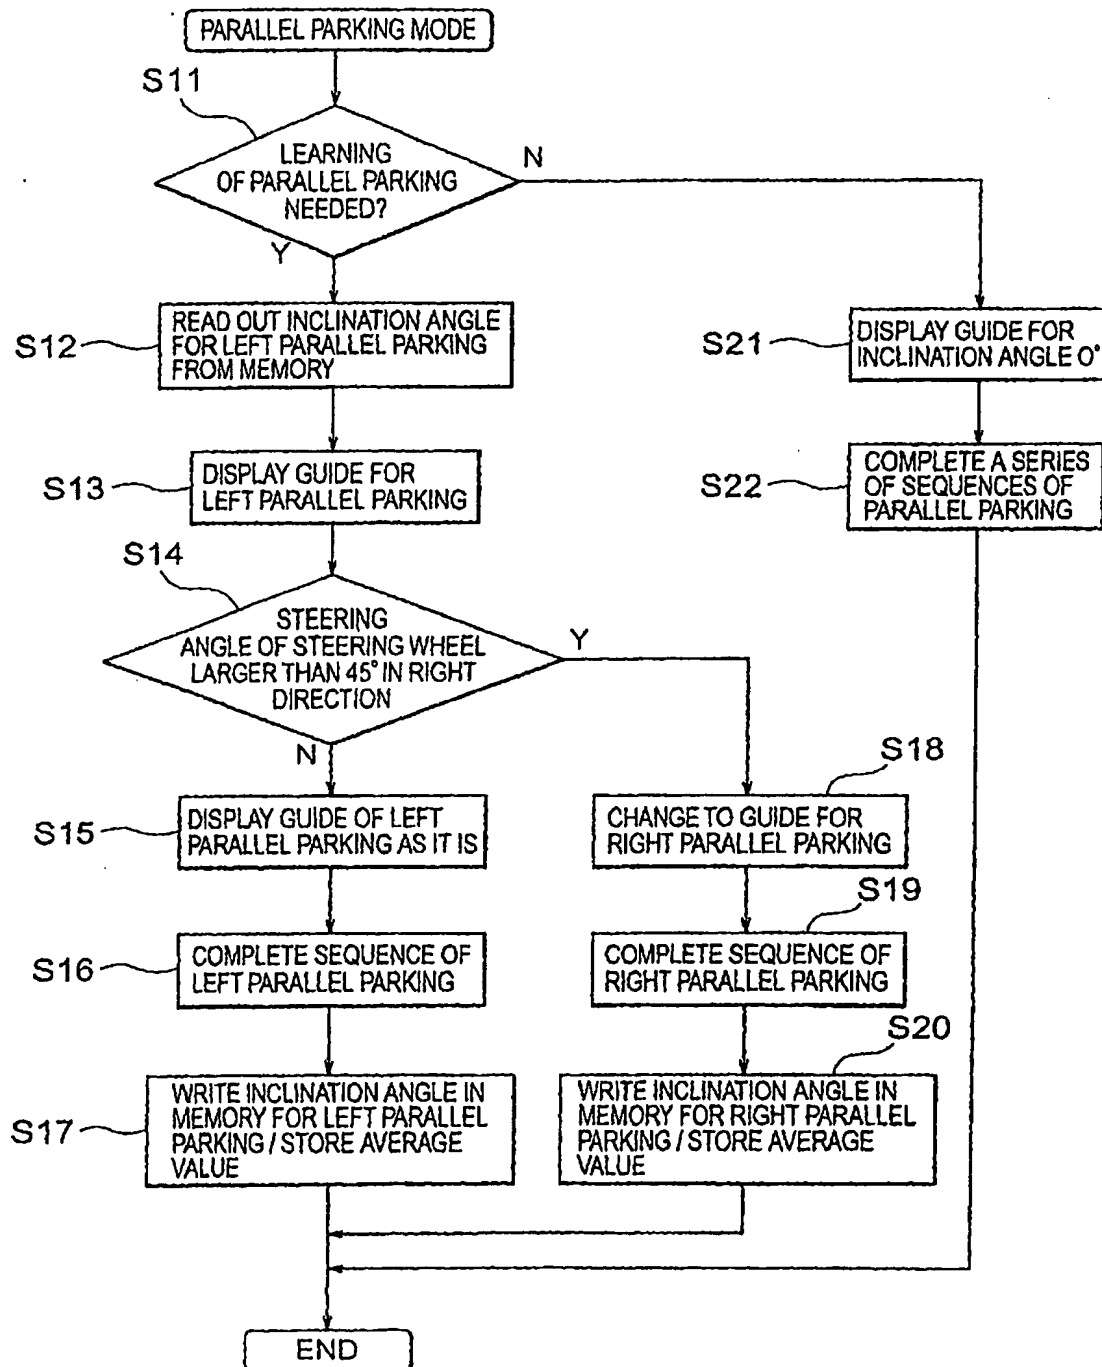 PARALLEL PARKING MODE
S11
LEARNING
OF PARALLEL PARKING
NEEDED?
N
Y
S12
READ OUT INCLINATION ANGLE
FOR LEFT PARALLEL PARKING
FROM MEMORY
S21
DISPLAY GUIDE FOR
INCLINATION ANGLE 0°
S13
DISPLAY GUIDE FOR
LEFT PARALLEL PARKING
S22
COMPLETE A SERIES
OF SEQUENCES OF
PARALLEL PARKING
S14
STEERING
ANGLE OF STEERING WHEEL
LARGER THAN 45° IN RIGHT
DIRECTION
Y
N
S15
DISPLAY GUIDE OF LEFT
PARALLEL PARKING AS IT IS
S18
CHANGE TO GUIDE FOR
RIGHT PARALLEL PARKING
S16
COMPLETE SEQUENCE OF
LEFT PARALLEL PARKING
S19
COMPLETE SEQUENCE OF
RIGHT PARALLEL PARKING
S17
WRITE INCLINATION ANGLE IN
MEMORY FOR LEFT PARALLEL
PARKING / STORE AVERAGE
VALUE
S20
WRITE INCLINATION ANGLE IN
MEMORY FOR RIGHT PARALLEL
PARKING / STORE AVERAGE
VALUE
END